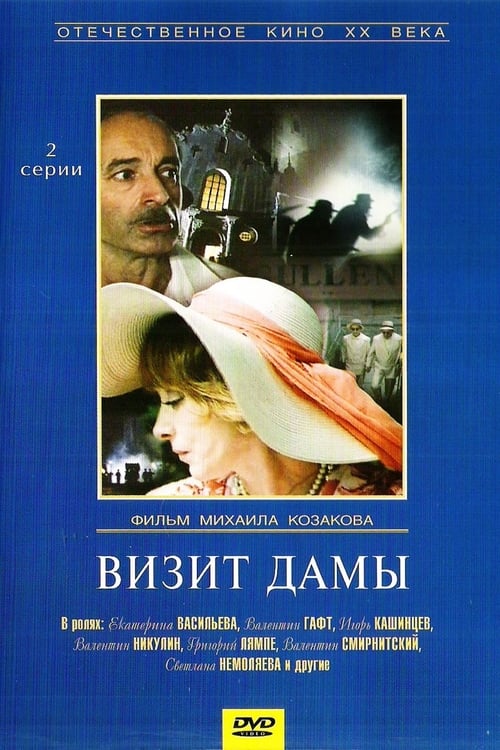 ОТЕЧЕСТВЕННОЕ КИНО XX ВЕКА
2
серии
ULLEN
ФИЛЬМ МИХАИЛА КОЗАКОВА
ВИЗИТ ДАМЫ
В ролях: Екатерина ВАСИЛЬЕВА, Валентин ГАФТ, Игорь КАШИНЦЕВ,
Валентин НИКУЛИН, Григорий ЛЯМПЕ, Валентин СМИРНИТСКИЙ,
Светлана НЕМОЛЯЕВА и другие
DVD
VIDEO